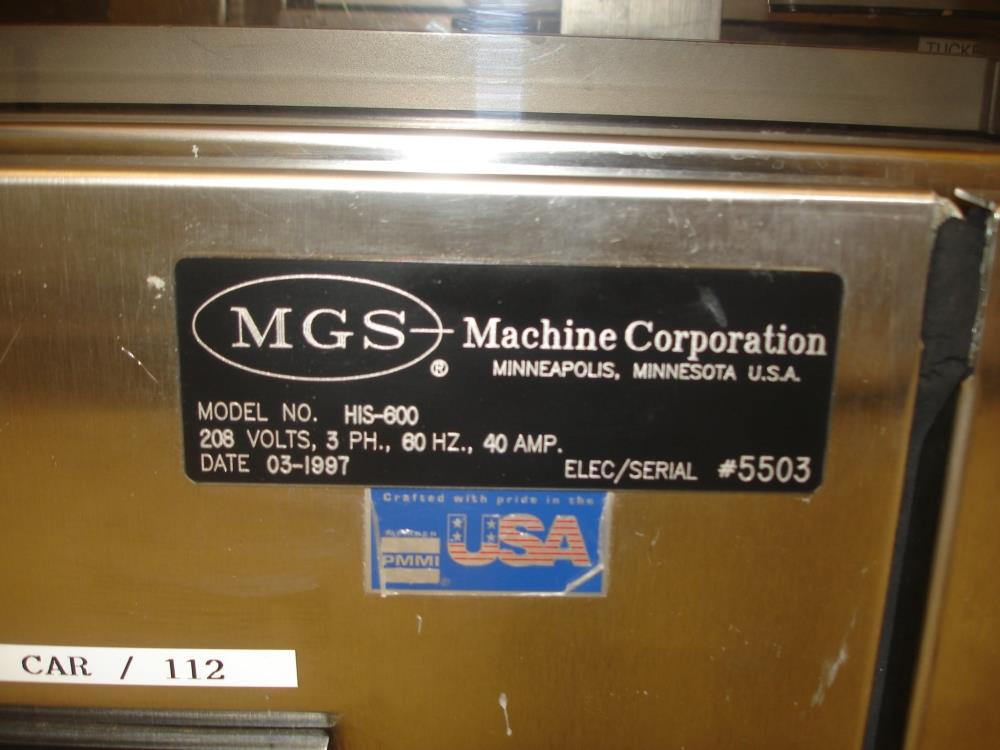 TUCKE
MGS® Machine Corporation
MINNEAPOLIS, MINNESOTA U.S.A.
MODEL NO. HIS-600
208 VOLTS, 3 PH., 60 HZ., 40 AMP.
DATE 03-1997 ELEC/SERIAL #5503
Crafted with pride in the
USA
MEMBER
PMMI®
CAR / 112